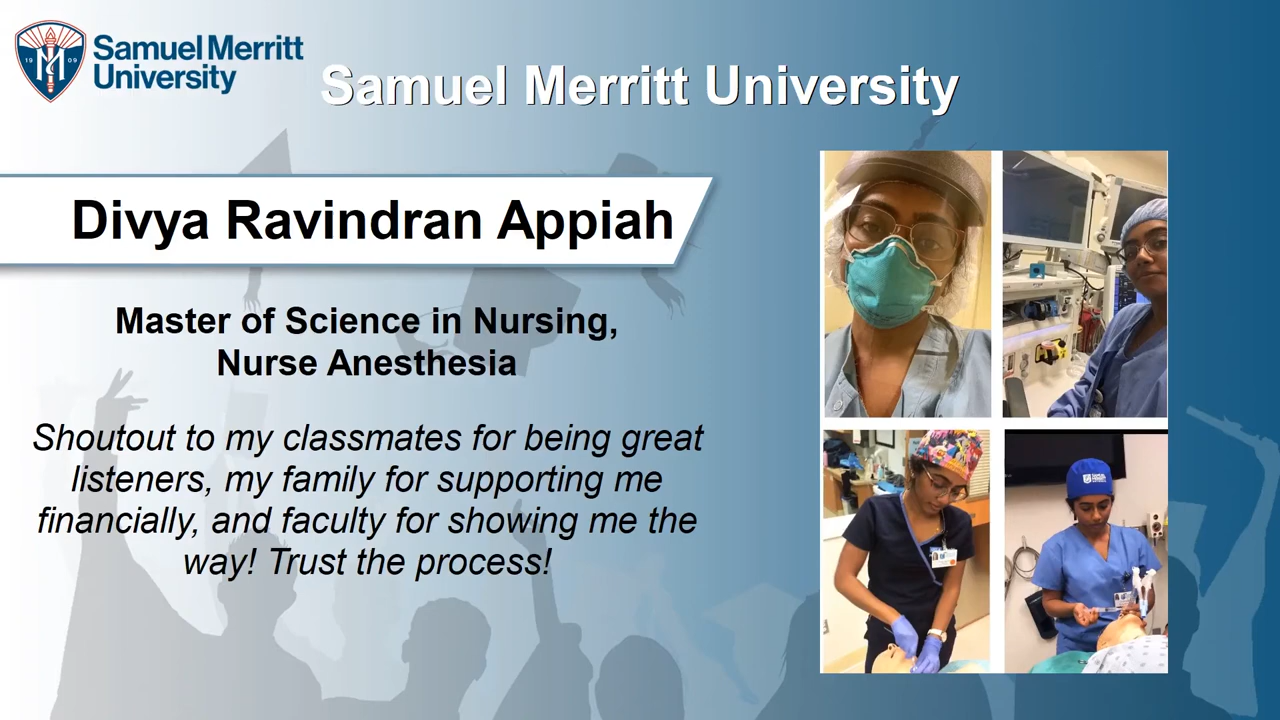 Samuel Merritt
University
19 09
Samuel Merritt University
Divya Ravindran Appiah
Master of Science in Nursing,
Nurse Anesthesia
Shoutout to my classmates for being great
listeners, my family for supporting me
financially, and faculty for showing me the
way! Trust the process!